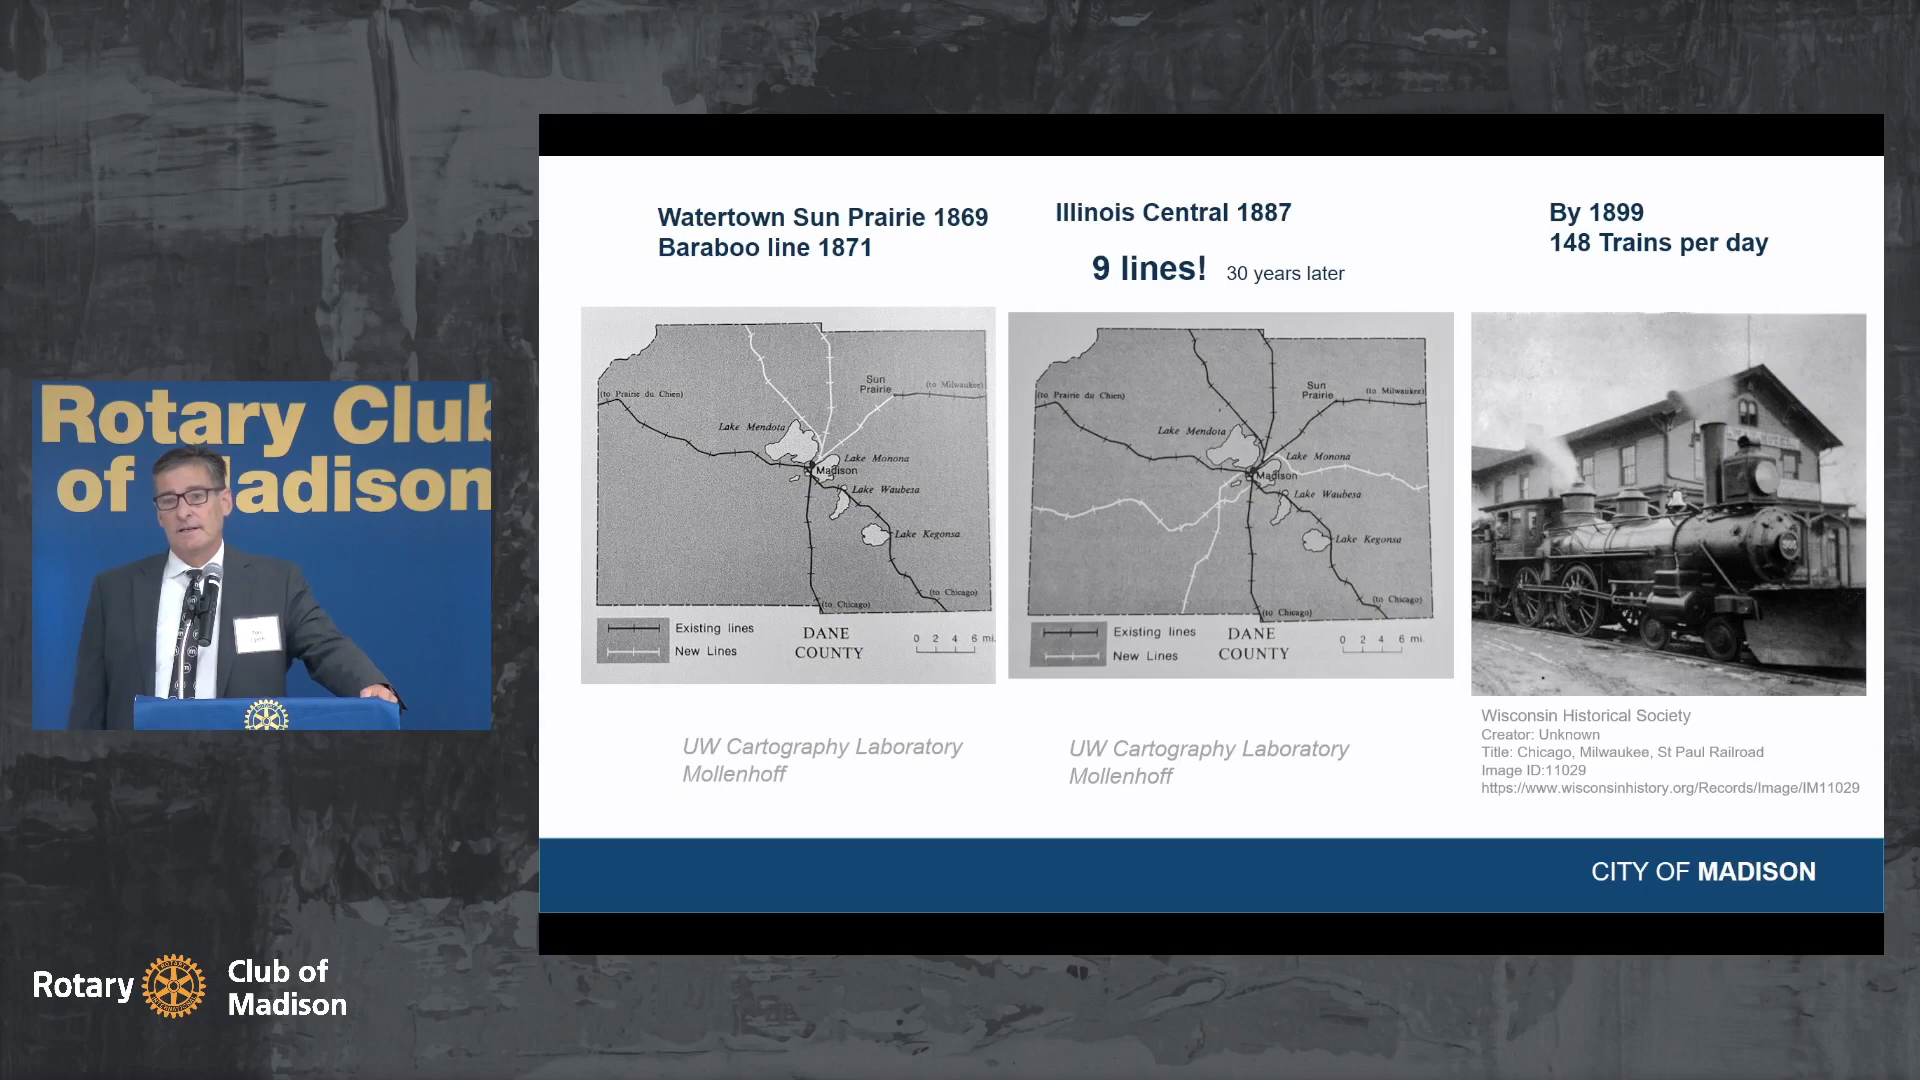 Rotary Club
of Madison
Watertown Sun Prairie 1869
Baraboo line 1871
Illinois Central 1887
9 lines! 30 years later
By 1899
148 Trains per day
(to Prairie du Chien)
Sun
Prairie
(to Milwaukee)
Lake Mendota
Lake Monona
Madison
Lake Waubesa
Lake Kegonsa
(to Chicago)
(to Chicago)
Existing lines
New Lines
DANE
COUNTY
0 2 4 6 mi.
(to Prairie du Chien)
Sun
Prairie
(to Milwaukee)
Lake Mendota
Lake Monona
Madison
Lake Waubesa
Lake Kegonsa
(to Chicago)
(to Chicago)
Existing lines
New Lines
DANE
COUNTY
0 2 4 6 mi.
UW Cartography Laboratory
Mollenhoff
UW Cartography Laboratory
Mollenhoff
Wisconsin Historical Society
Creator: Unknown
Title: Chicago, Milwaukee, St Paul Railroad
Image ID:11029
https://www.wisconsinhistory.org/Records/Image/IM11029
CITY OF MADISON
Rotary
Club of
Madison